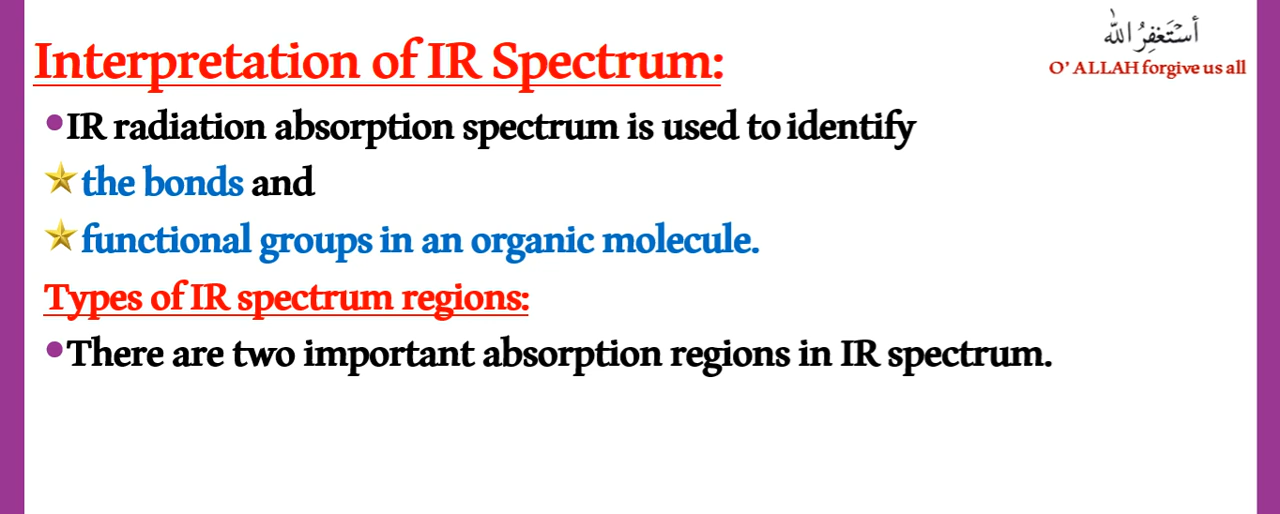 Interpretation of IR Spectrum:
أَسْتَغْفِرُ اللّٰه
O' ALLAH forgive us all
•IR radiation absorption spectrum is used to identify
the bonds and
functional groups in an organic molecule.
Types of IR spectrum regions:
•There are two important absorption regions in IR spectrum.